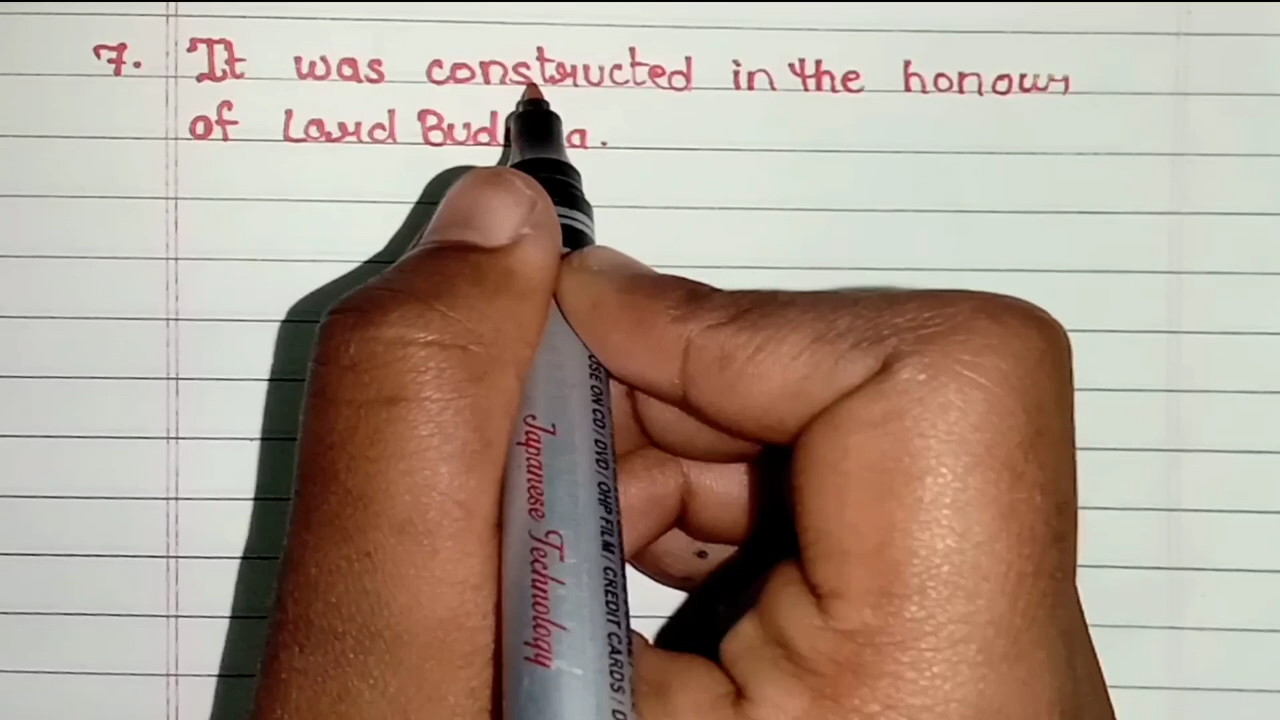 7. It was constructed in the honour
of Lord Bud a.
Japanese Technology
USE ON CD / DVD / OHP FILM / CREDIT CARDS /